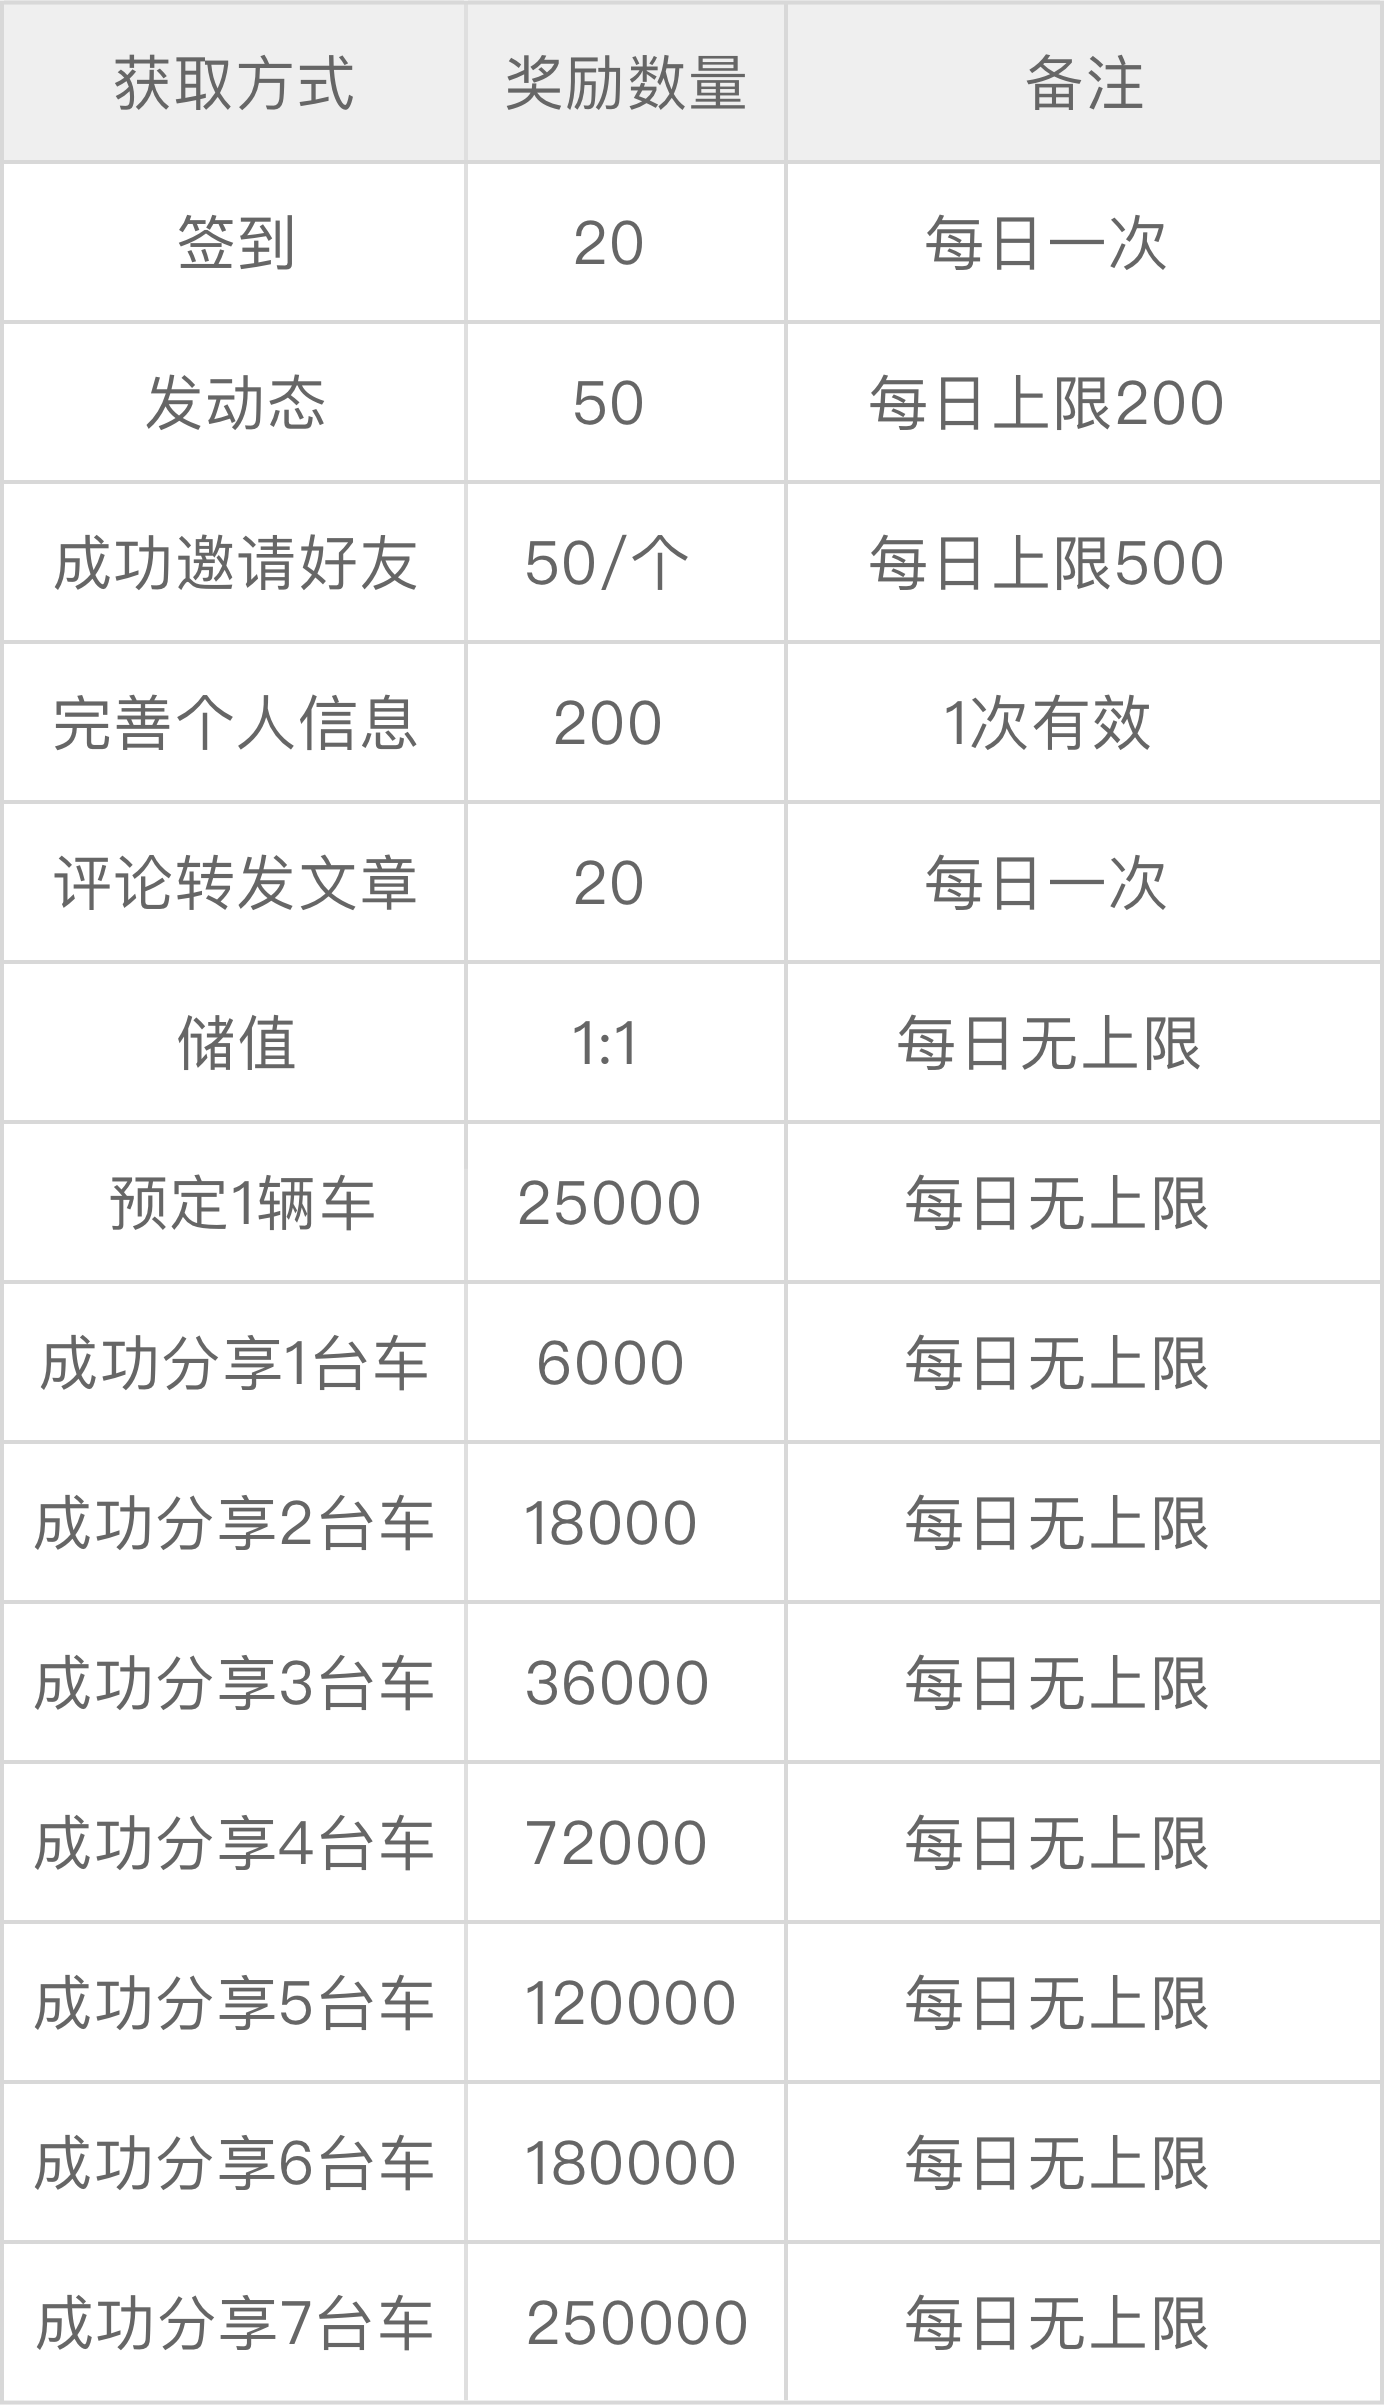 获取方式 奖励数量 备注
签到 20 每日一次
发动态 50 每日上限200
成功邀请好友 50/个 每日上限500
完善个人信息 200 1次有效
评论转发文章 20 每日一次
储值 1:1 每日无上限
预定1辆车 25000 每日无上限
成功分享1台车 6000 每日无上限
成功分享2台车 18000 每日无上限
成功分享3台车 36000 每日无上限
成功分享4台车 72000 每日无上限
成功分享5台车 120000 每日无上限
成功分享6台车 180000 每日无上限
成功分享7台车 250000 每日无上限